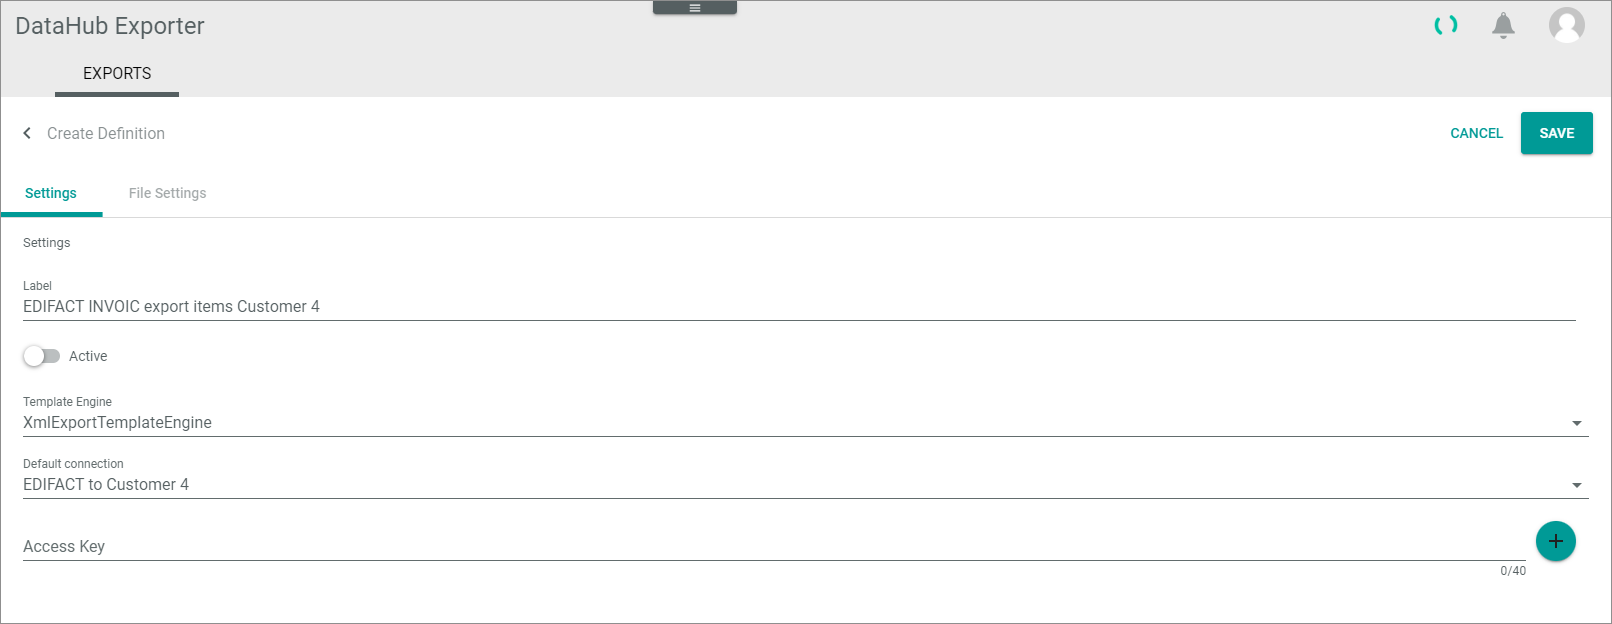 DataHub Exporter
EXPORTS
Create Definition
CANCEL
SAVE
Settings
File Settings
Settings
Label
EDIFACT INVOIC export items Customer 4
Active
Template Engine
XmlExportTemplateEngine
Default connection
EDIFACT to Customer 4
Access Key
0/40